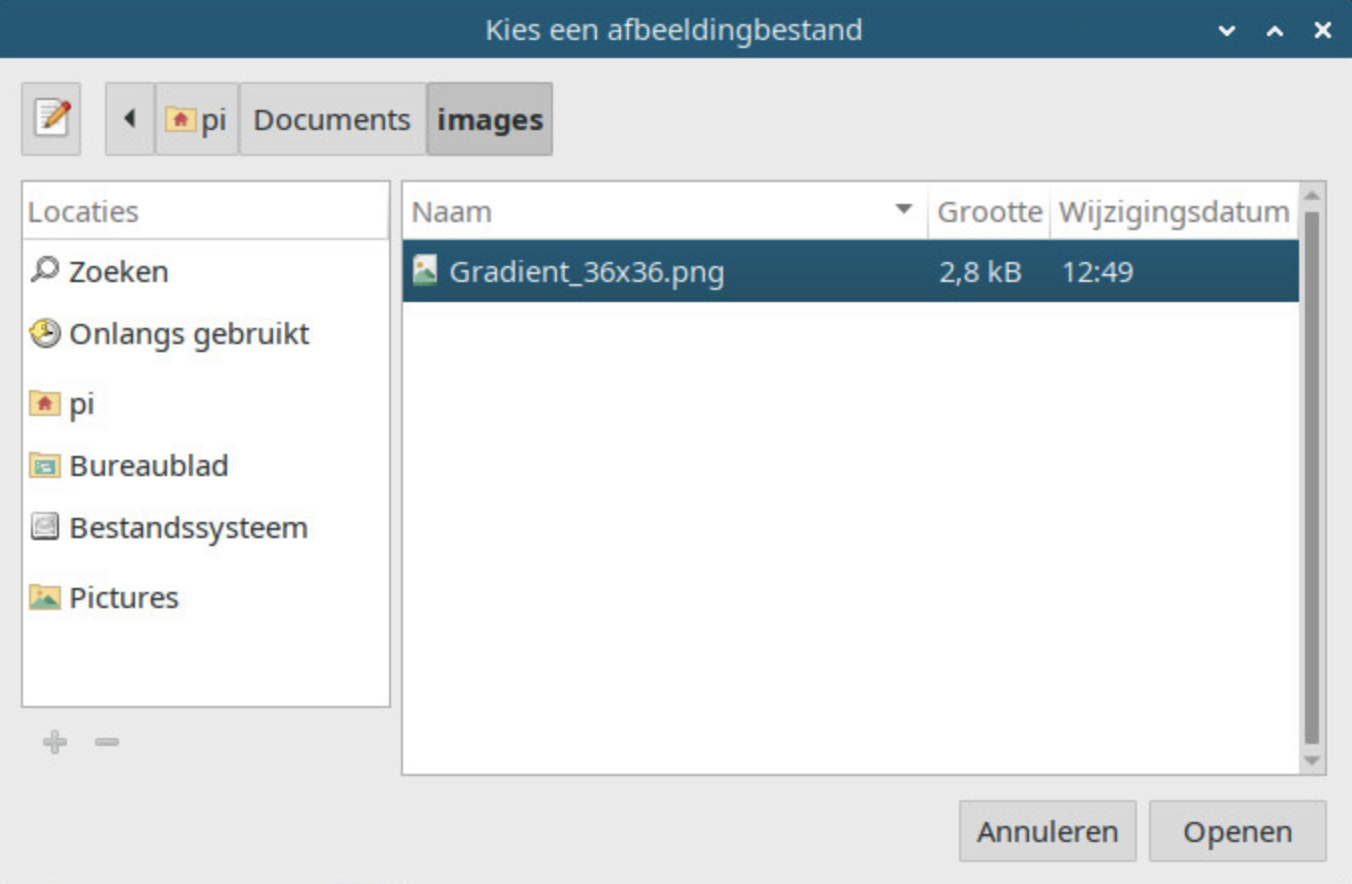 Kies een afbeeldingbestand
pi Documents images
Locaties
Zoeken
Onlangs gebruikt
pi
Bureaublad
Bestandssysteem
Pictures
Naam Grootte Wijzigingsdatum
Gradient_36x36.png 2,8 kB 12:49
Annuleren Openen